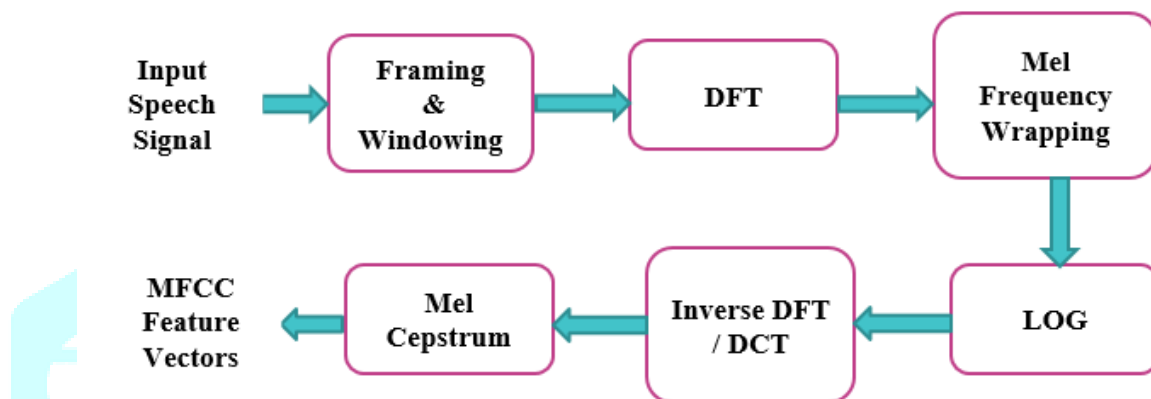 Input
Speech
Signal
Framing
&
Windowing
DFT
Mel
Frequency
Wrapping
LOG
Inverse DFT
/ DCT
Mel
Cepstrum
MFCC
Feature
Vectors